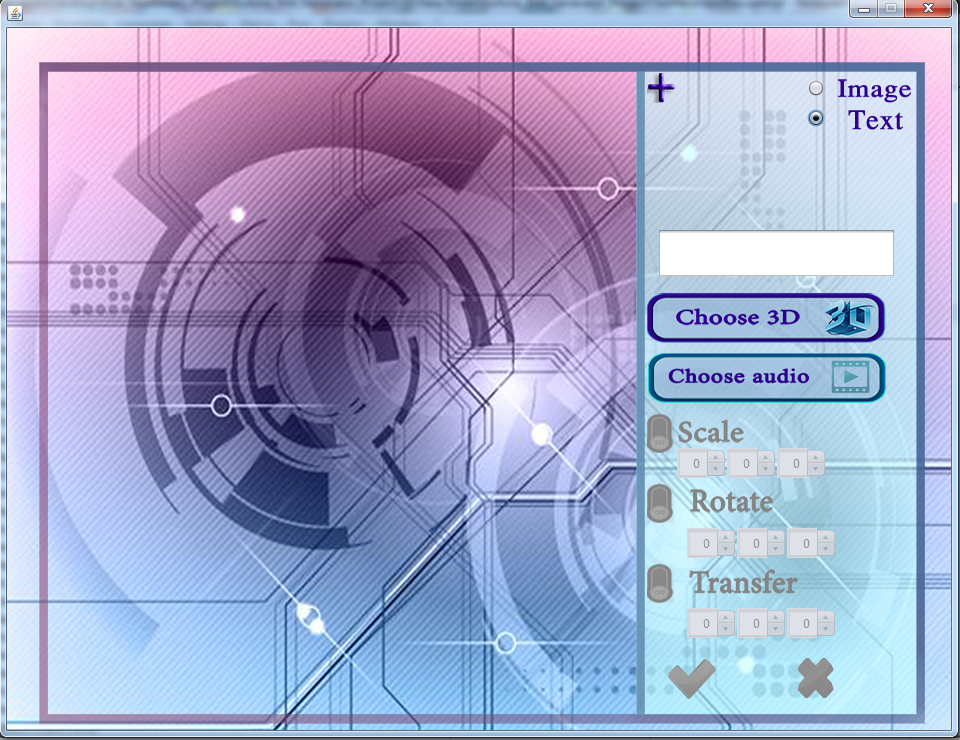 Image
Text
Choose 3D 3D
Choose audio
Scale
0 0 0
Rotate
0 0 0
Transfer
0 0 0